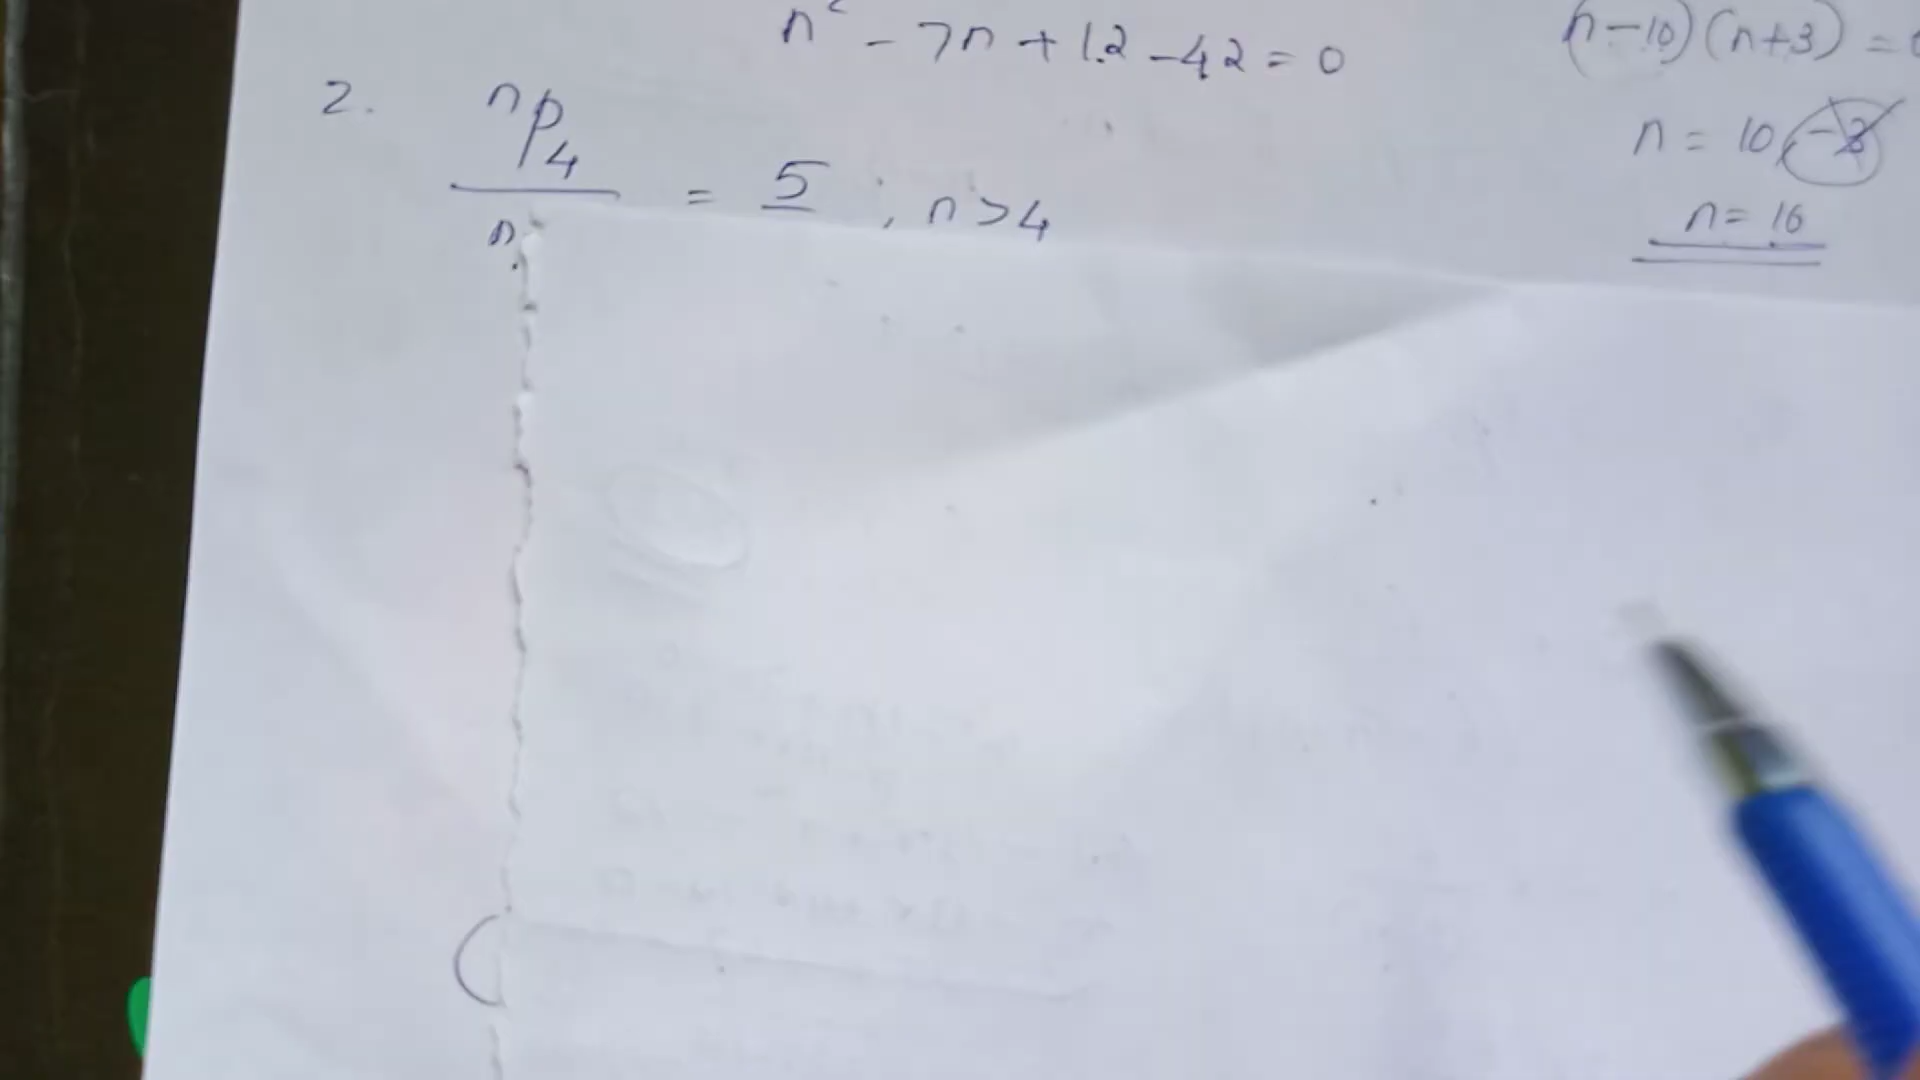 n² - 7n + 12 - 42 = 0
(n-10)(n+3) =
n = 10, -3
n = 10
2. ⁿP₄ / n = 5 ; n > 4